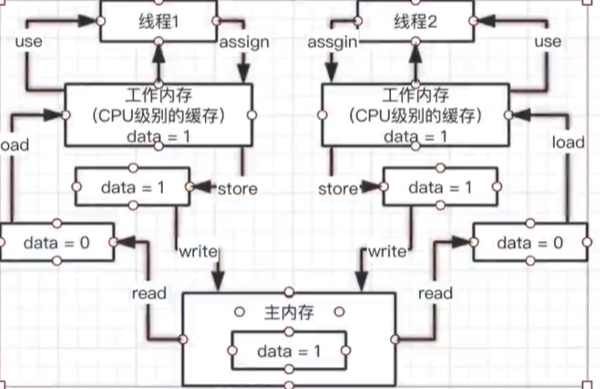 线程1
线程2
use
assign
assgin
use
工作内存
(CPU级别的缓存)
data = 1
工作内存
(CPU级别的缓存)
data = 1
oad
load
data = 1
store
store
data = 1
data = 0
write
write
data = 0
read
read
主内存
data = 1